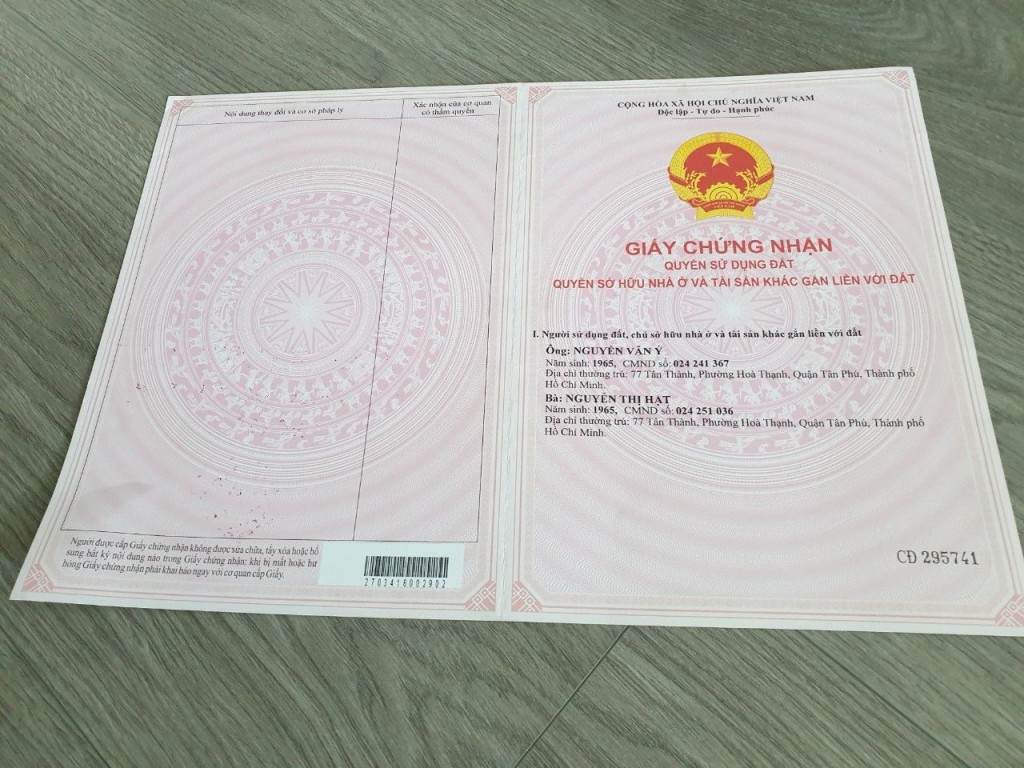 Nội dung thay đổi và cơ sở pháp lý
Xác nhận của cơ quan
có thẩm quyền
Người được cấp Giấy chứng nhận không được sửa chữa, tẩy xóa hoặc bổ
sung bất kỳ nội dung nào trong Giấy chứng nhận; khi bị mất hoặc hư
hỏng Giấy chứng nhận phải khai báo ngay với cơ quan cấp Giấy.
2703416002902
CỘNG HÒA XÃ HỘI CHỦ NGHĨA VIỆT NAM
Độc lập - Tự do - Hạnh phúc
GIẤY CHỨNG NHẬN
QUYỀN SỬ DỤNG ĐẤT
QUYỀN SỞ HỮU NHÀ Ở VÀ TÀI SẢN KHÁC GẮN LIỀN VỚI ĐẤT
I. Người sử dụng đất, chủ sở hữu nhà ở và tài sản khác gắn liền với đất
Ông: NGUYỄN VĂN Ý
Năm sinh: 1965, CMND số: 024 241 367
Địa chỉ thường trú: 77 Tân Thành, Phường Hoà Thạnh, Quận Tân Phú, Thành phố
Hồ Chí Minh.
Bà: NGUYỄN THỊ HẠT
Năm sinh: 1965, CMND số: 024 251 036
Địa chỉ thường trú: 77 Tân Thành, Phường Hoà Thạnh, Quận Tân Phú, Thành phố
Hồ Chí Minh.
CĐ 295741